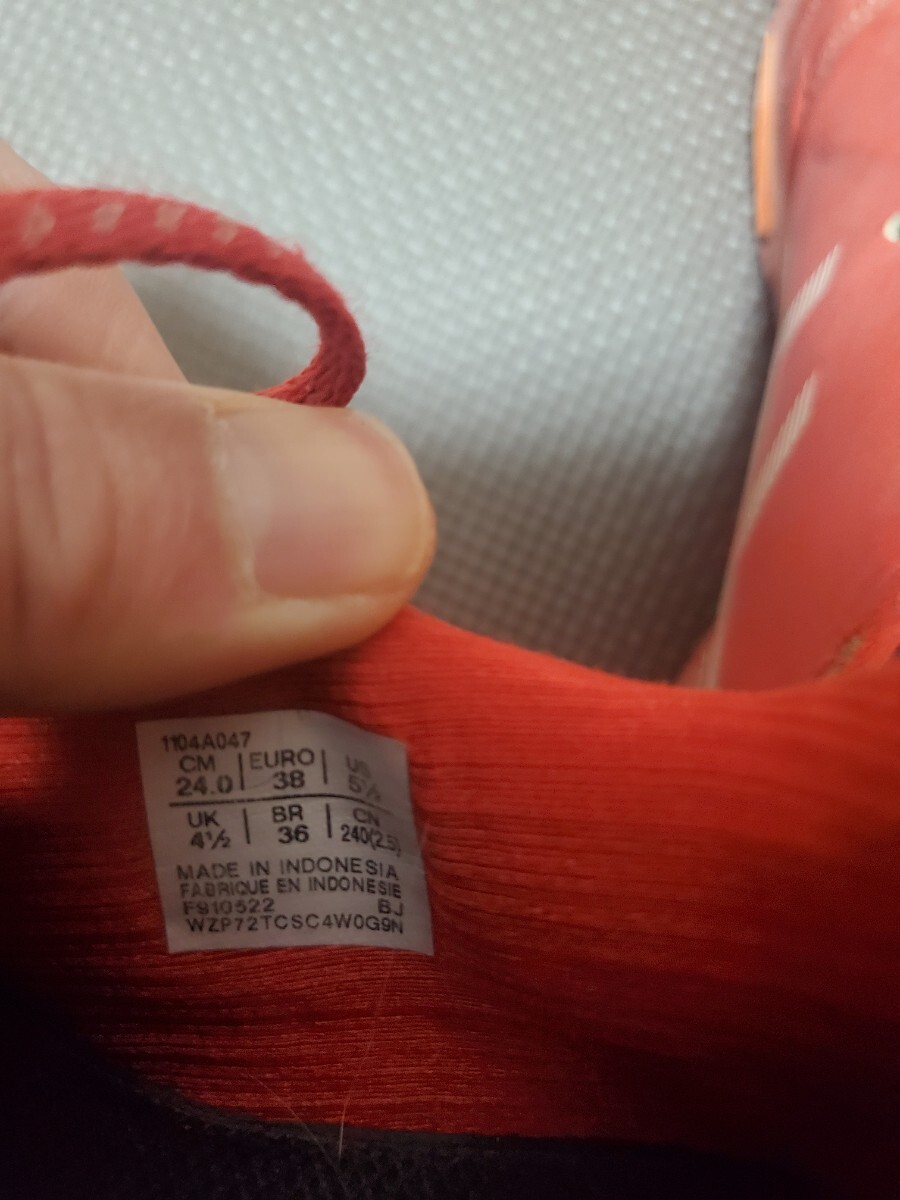 1104A047
CM EURO US
24.0 38 5½
UK BR CN
4½ 36 240(2.5)
MADE IN INDONESIA
FABRIQUE EN INDONESIE
F910522 BJ
WZP72TCSC4W0G9N